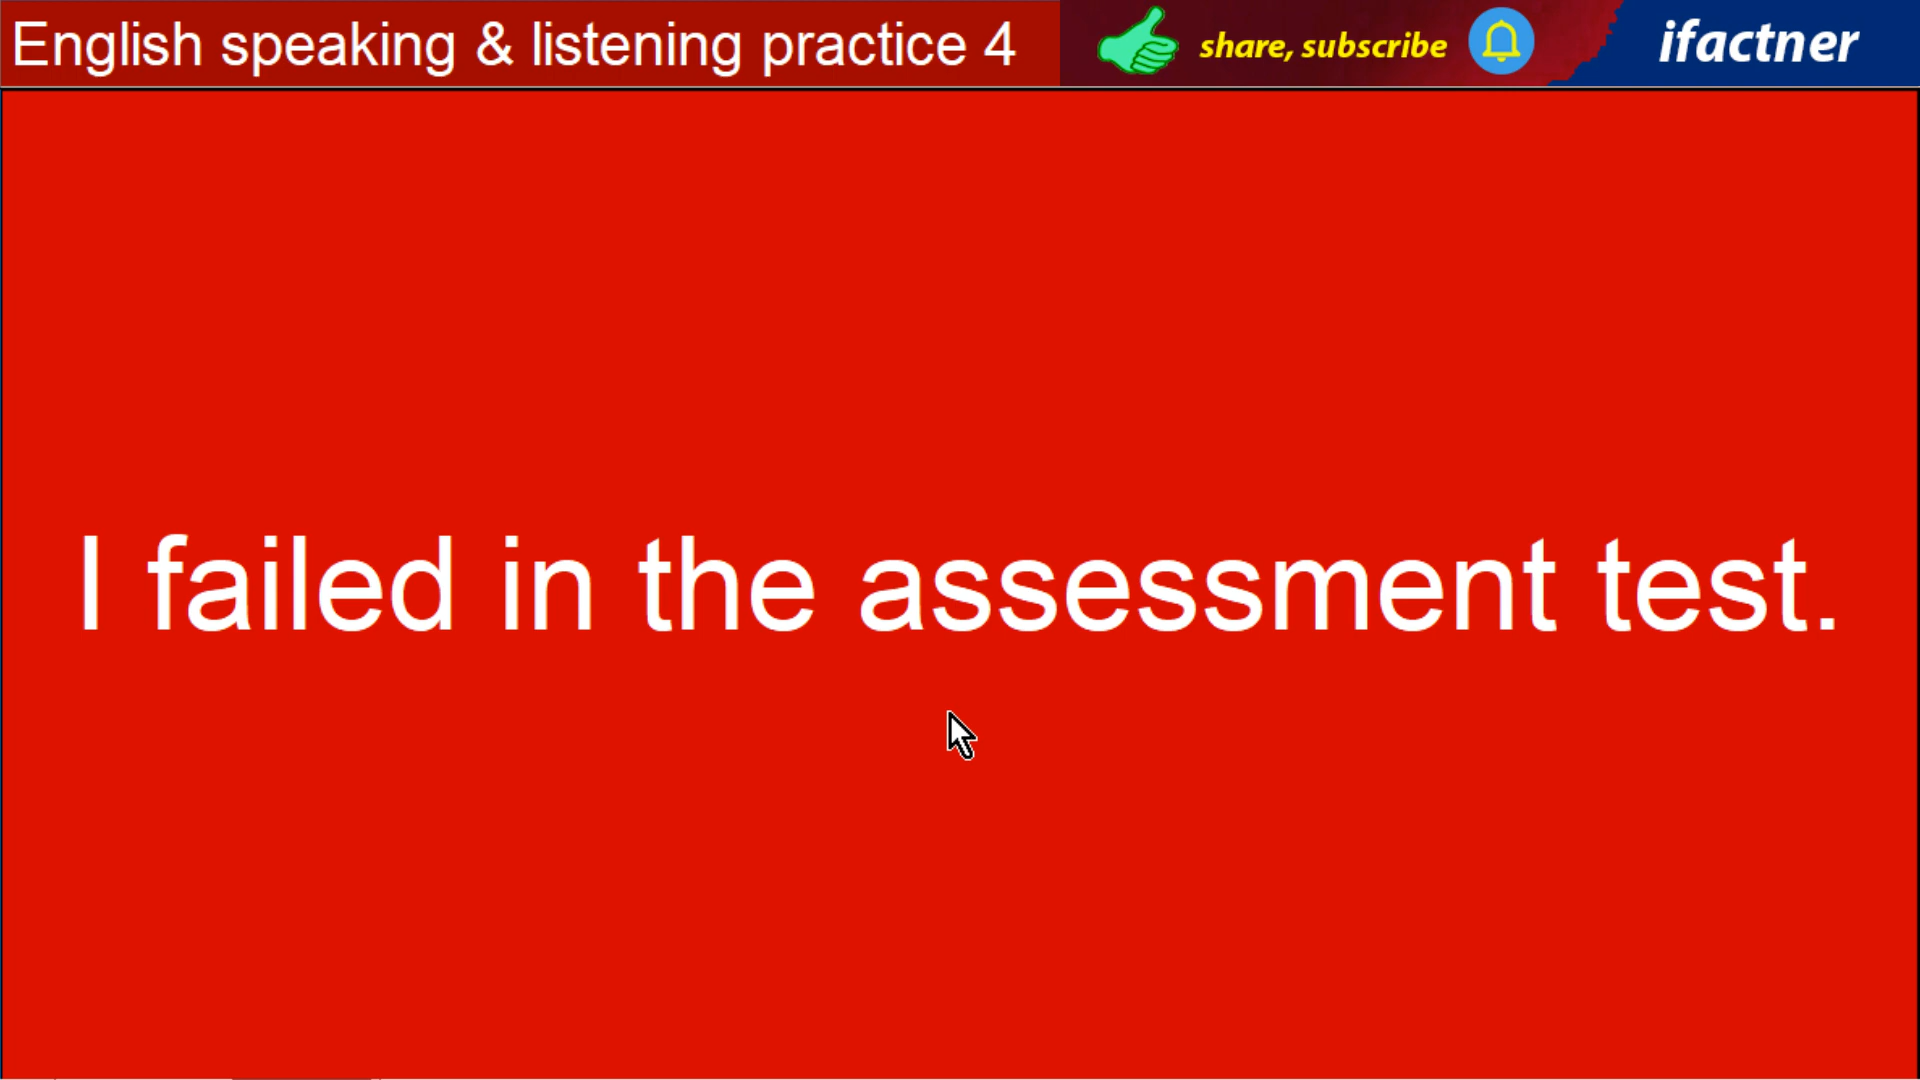 English speaking & listening practice 4
share, subscribe
ifactner
I failed in the assessment test.